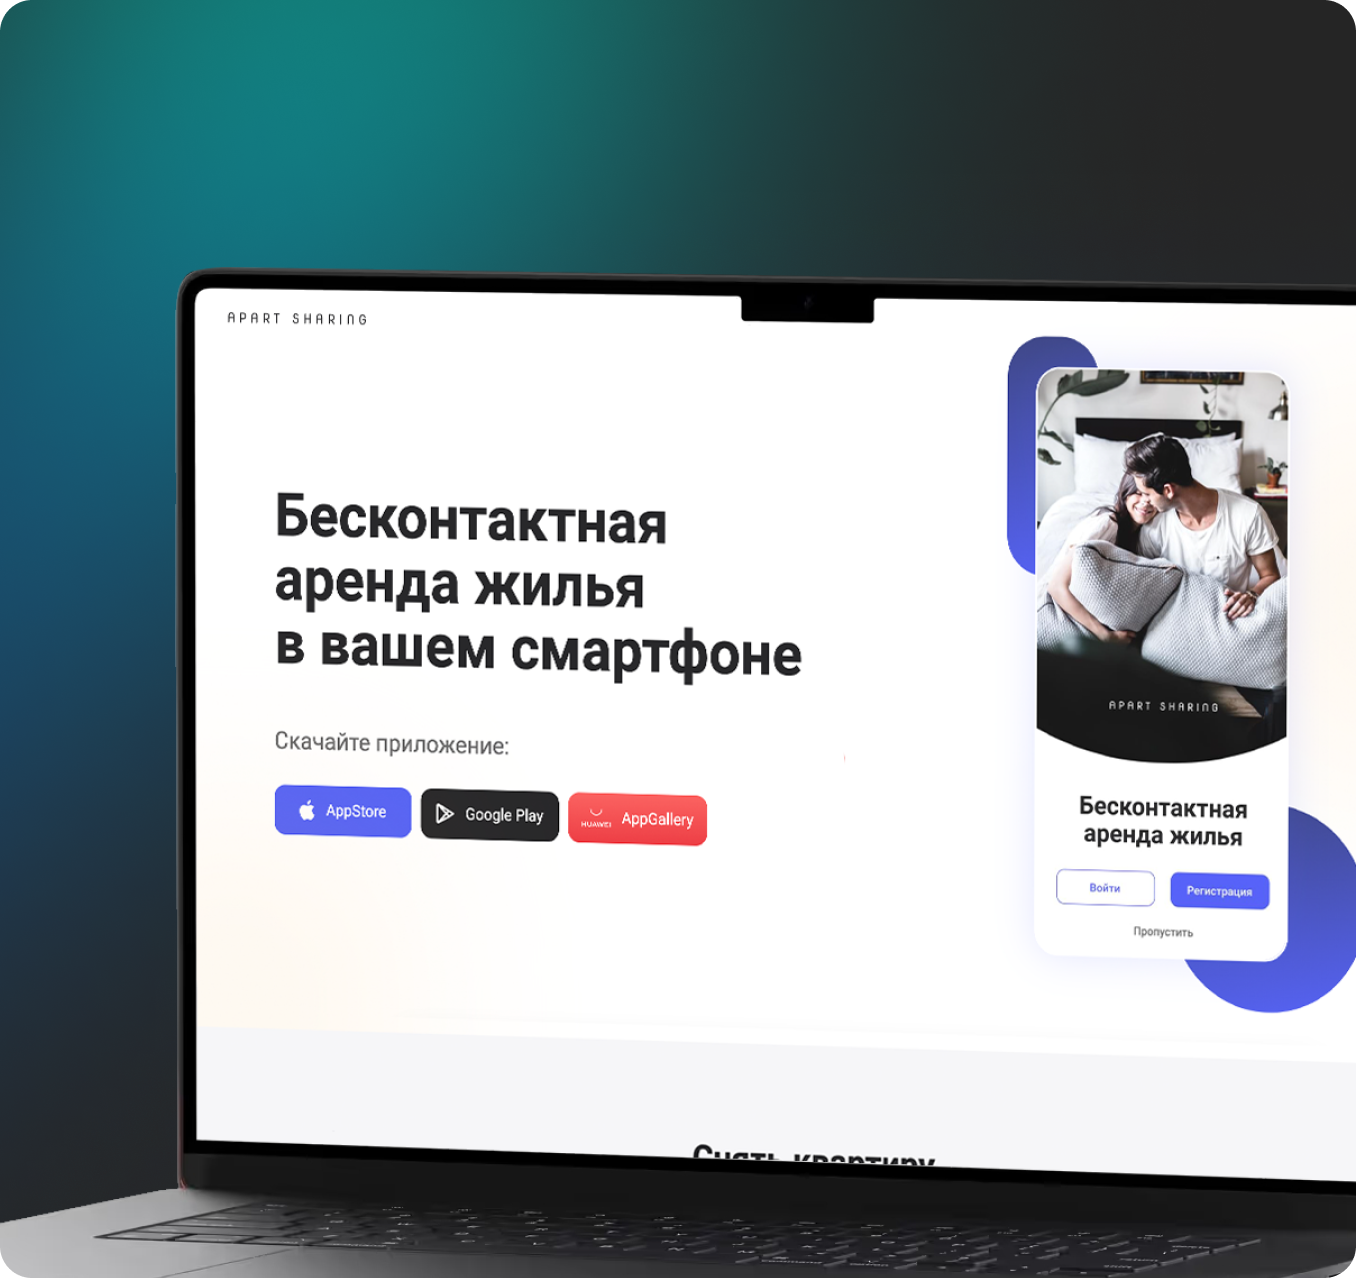 APART SHARING
Бесконтактная
аренда жилья
в вашем смартфоне
Скачайте приложение:
AppStore
Google Play
HUAWEI AppGallery
APART SHARING
Бесконтактная
аренда жилья
Войти
Регистрация
Пропустить
Снять квартиру